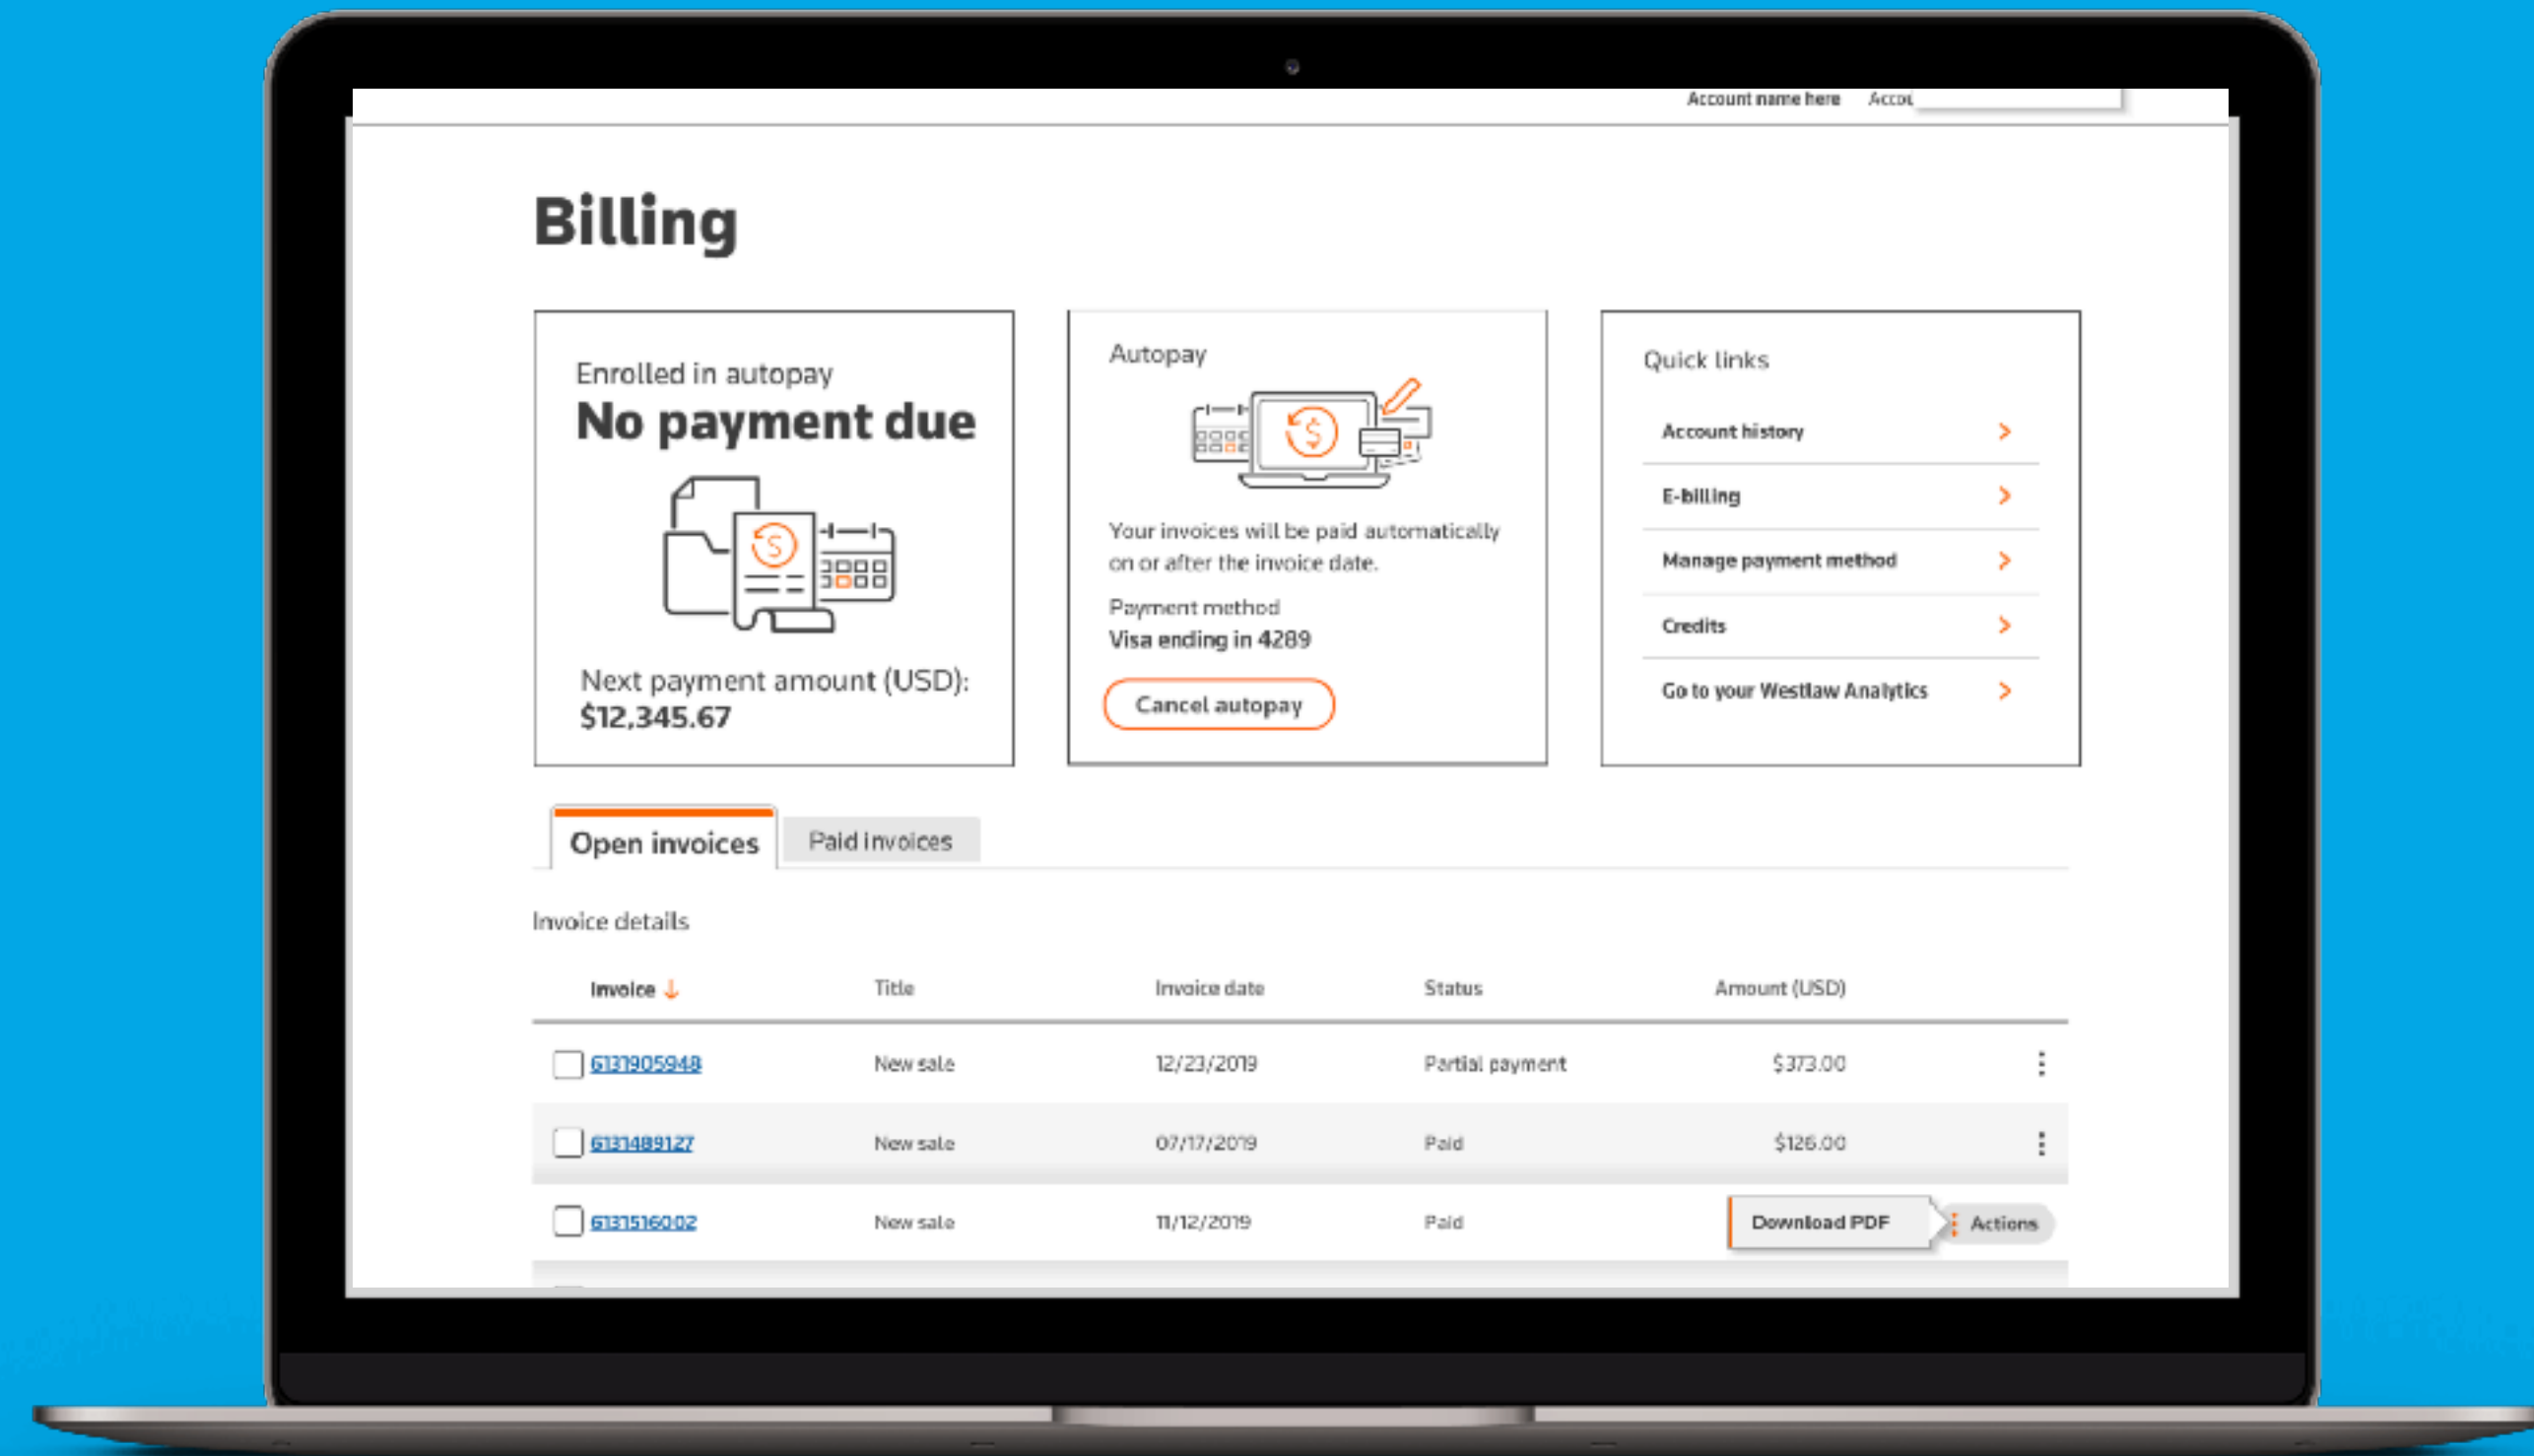 Account name here
Billing
Enrolled in autopay
No payment due
Next payment amount (USD):
$12,345.67
Autopay
Your invoices will be paid automatically
on or after the invoice date.
Payment method
Visa ending in 4289
Cancel autopay
Quick links
Account history
E-billing
Manage payment method
Credits
Go to your Westlaw Analytics
Open invoices Paid invoices
Invoice details
Invoice Title Invoice date Status Amount (USD)
6131905948 New sale 12/23/2019 Partial payment $373.00
6131489127 New sale 07/17/2019 Paid $126.00
6131516002 New sale 11/12/2019 Paid Download PDF Actions